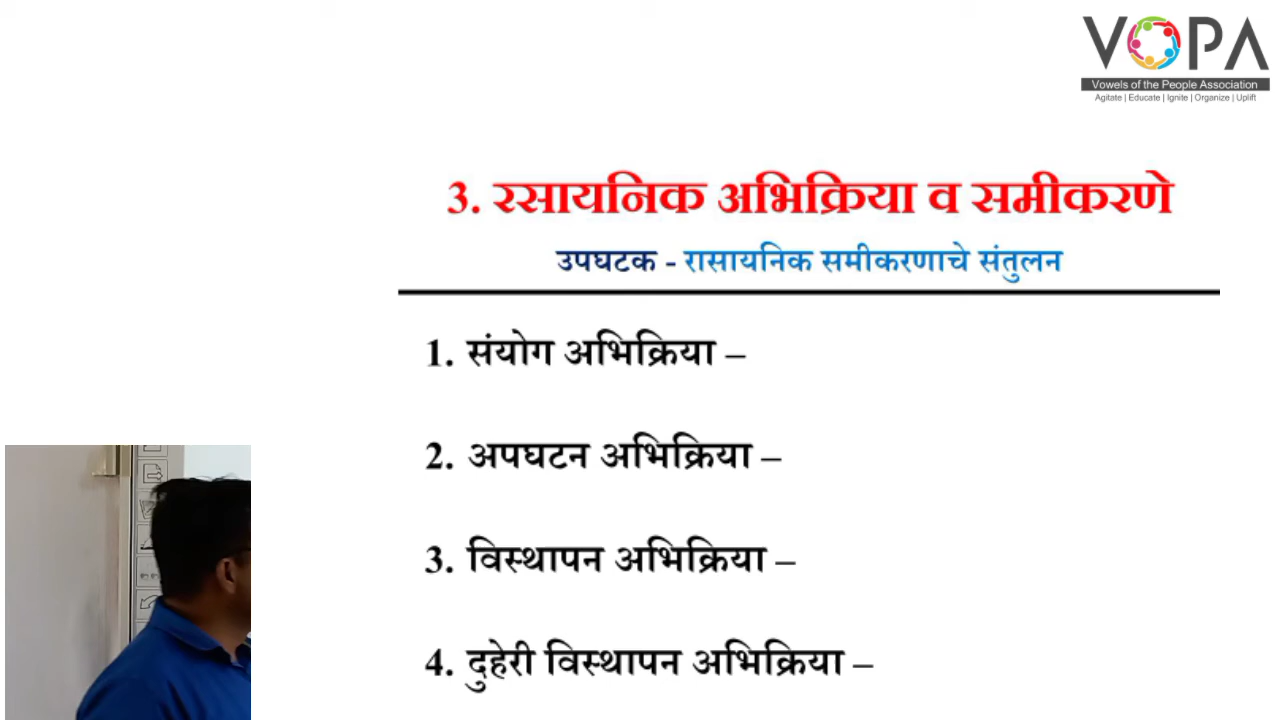 VOPA
Vowels of the People Association
Agitate | Educate | Ignite | Organize | Uplift
3. रसायनिक अभिक्रिया व समीकरणे
उपघटक - रासायनिक समीकरणाचे संतुलन
1. संयोग अभिक्रिया –
2. अपघटन अभिक्रिया –
3. विस्थापन अभिक्रिया –
4. दुहेरी विस्थापन अभिक्रिया –